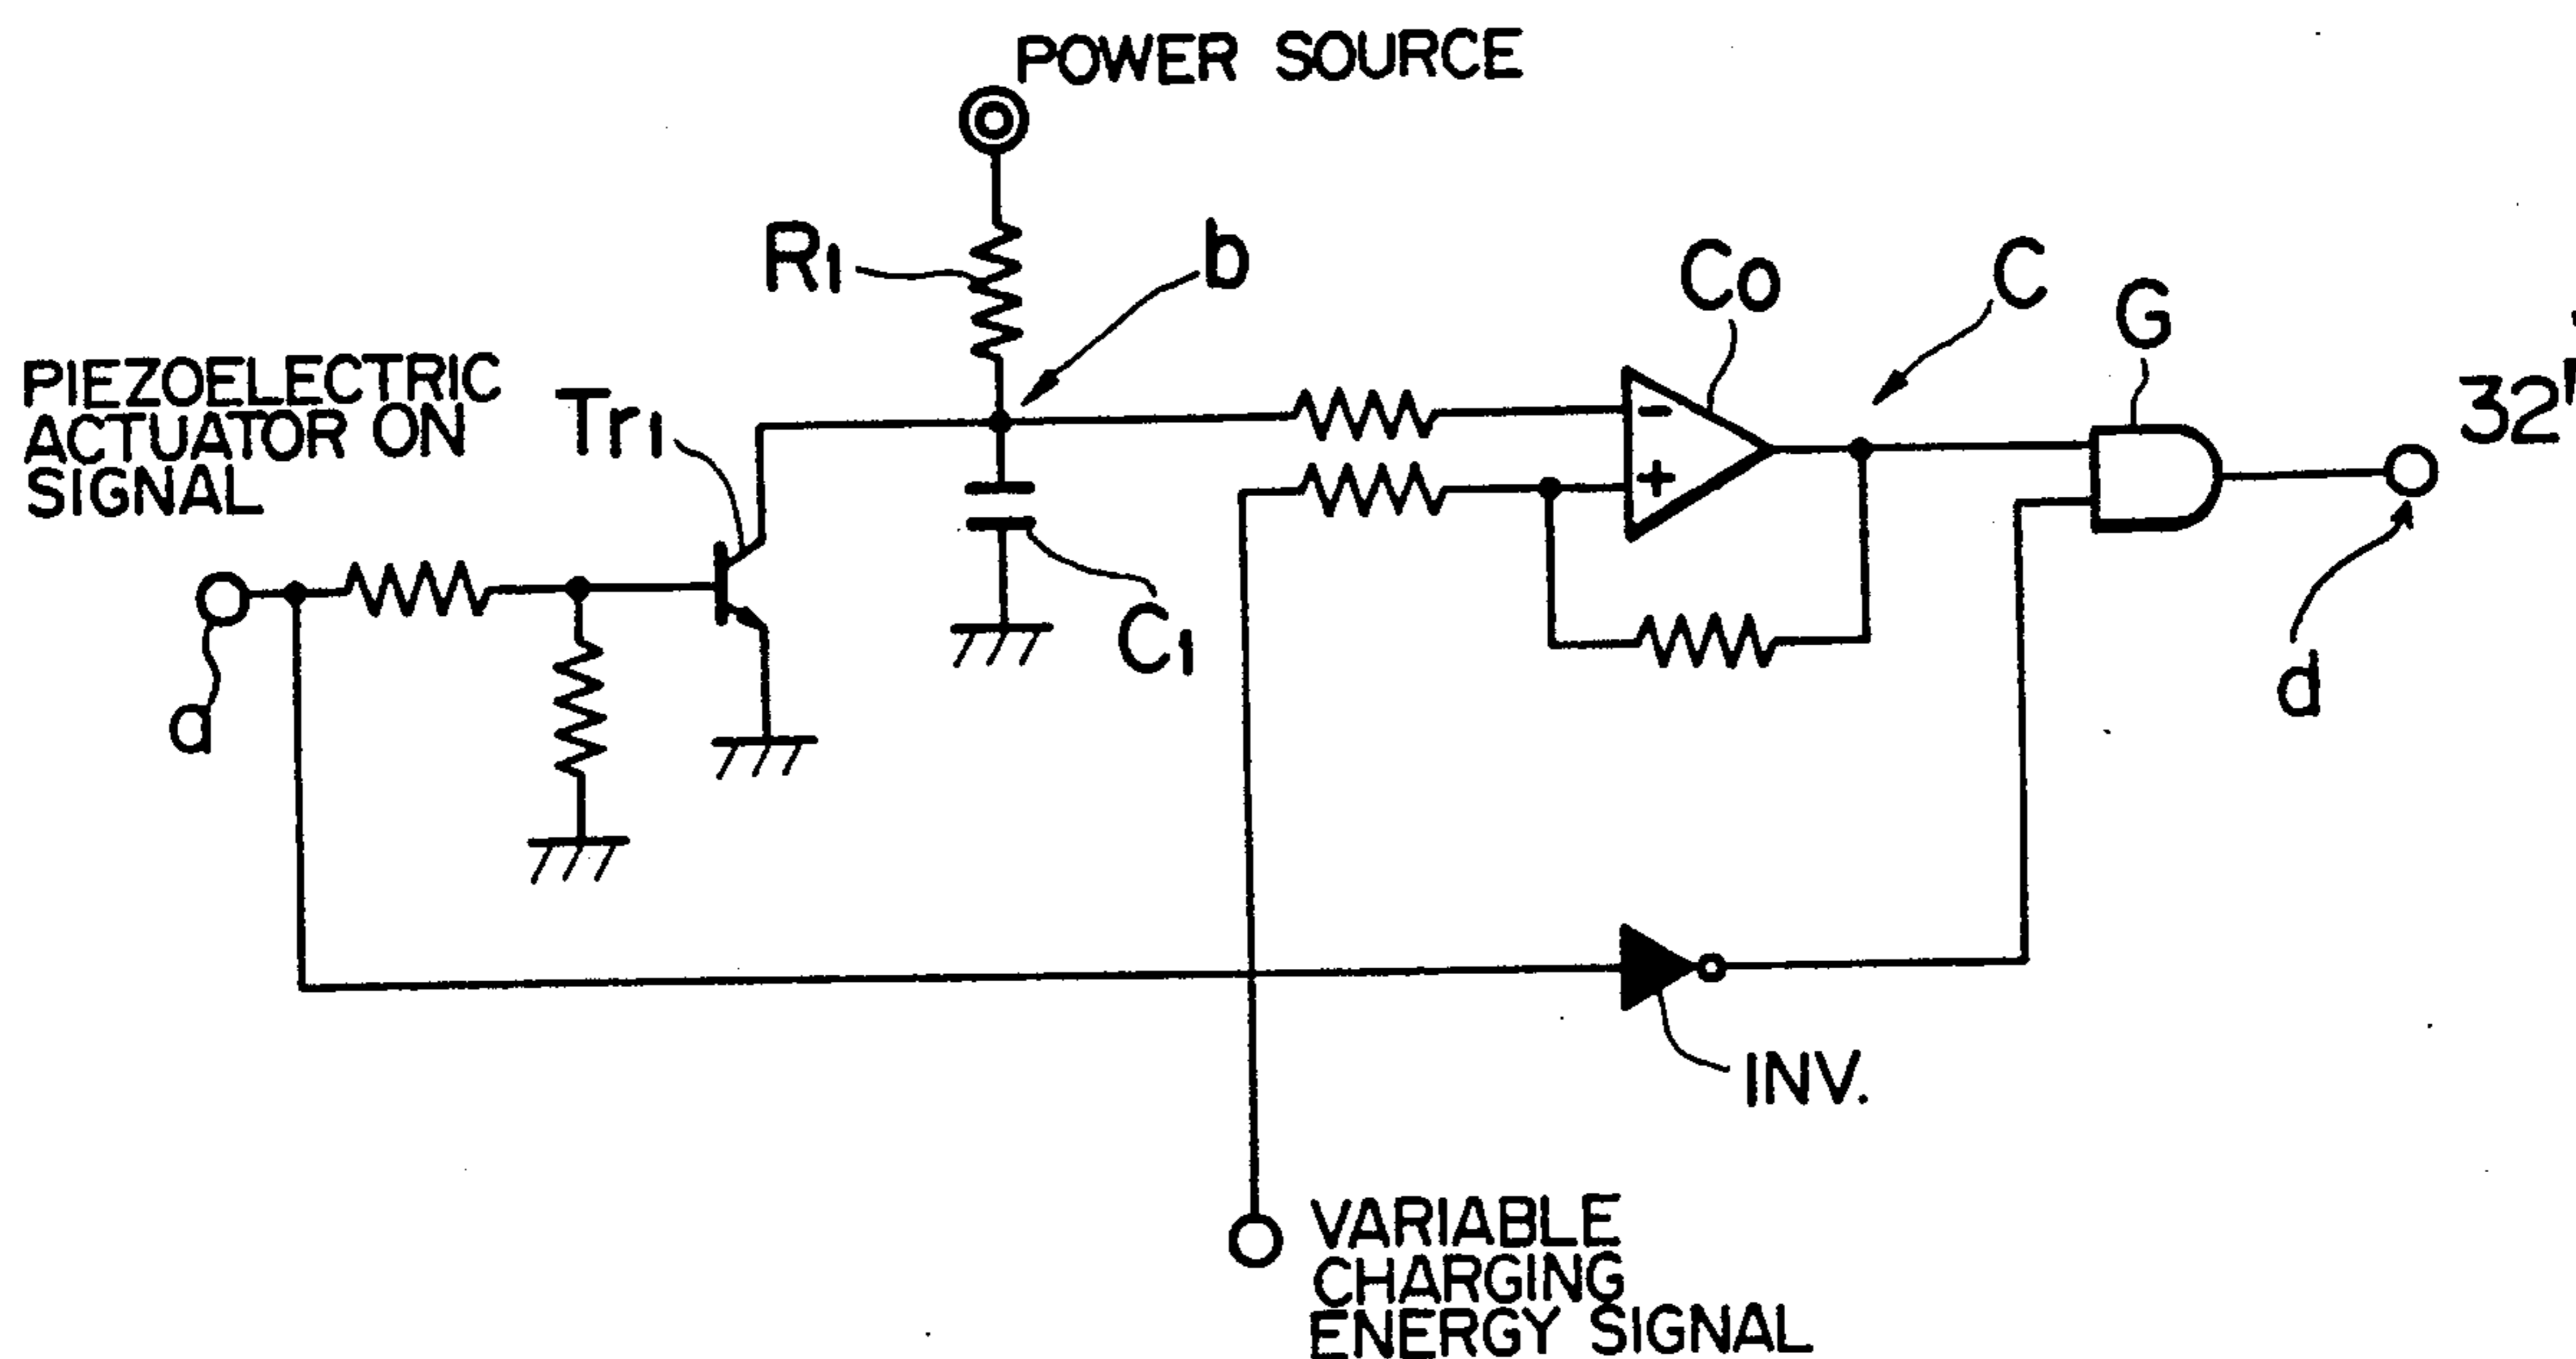 POWER SOURCE
R1
b
Co
C
G
32"
PIEZOELECTRIC
ACTUATOR ON
SIGNAL
Tr1
-
+
C1
a
d
INV.
VARIABLE
CHARGING
ENERGY SIGNAL